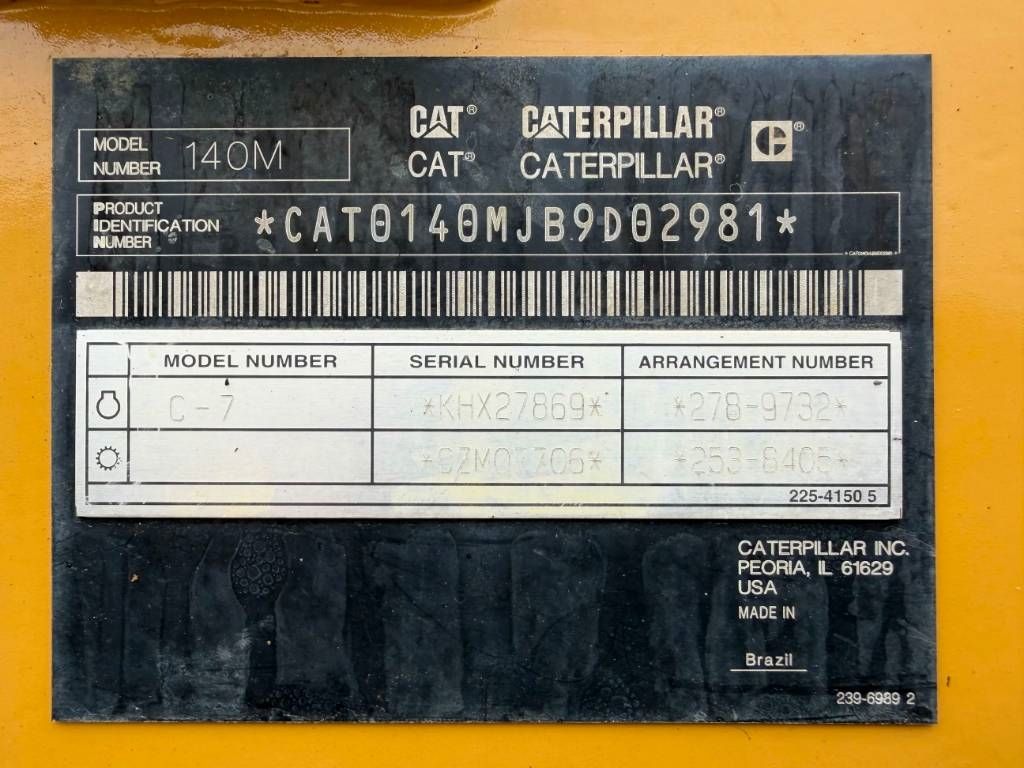 CAT® CATERPILLAR® ®
CAT® CATERPILLAR®
MODEL
NUMBER 140M
PRODUCT
IDENTIFICATION
NUMBER *CAT0140MJB9D02981*
MODEL NUMBER SERIAL NUMBER ARRANGEMENT NUMBER
C-7 *KHX27869* *278-9732*
225-4150 5
CATERPILLAR INC.
PEORIA, IL 61629
USA
MADE IN
Brazil
239-6989 2